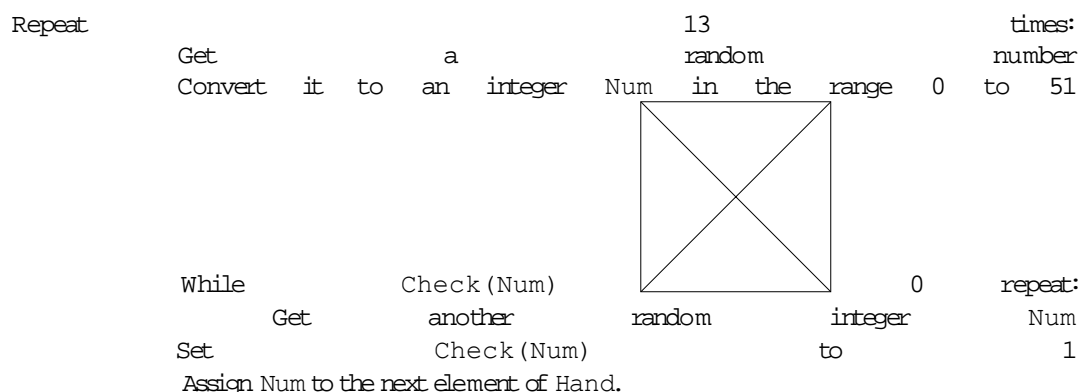 Repeat 13 times:
Get a random number
Convert it to an integer Num in the range 0 to 51
While Check(Num) 0 repeat:
Get another random integer Num
Set Check(Num) to 1
Assign Num to the next element of Hand.